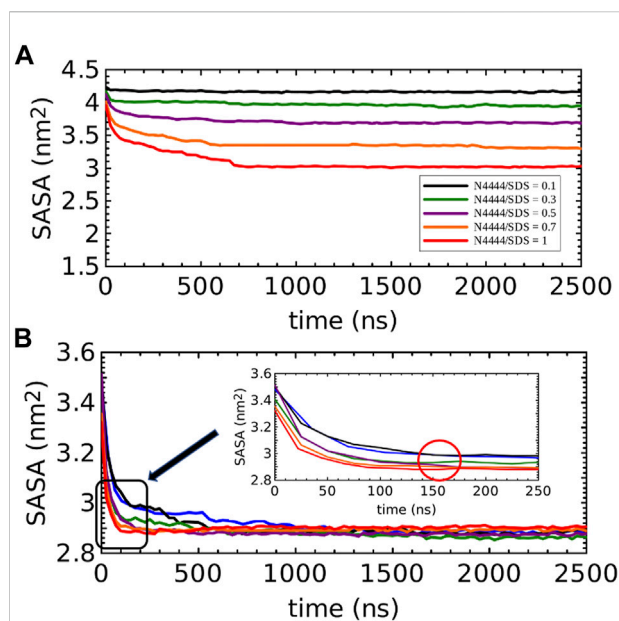 A
4.5
4
3.5
3
2.5
2
1.5
SASA (nm2)
N4444/SDS = 0.1
N4444/SDS = 0.3
N4444/SDS = 0.5
N4444/SDS = 0.7
N4444/SDS = 1
0 500 1000 1500 2000 2500
time (ns)
B
3.6
3.4
3.2
3
2.8
SASA (nm2)
3.6
3.4
3.2
3.0
2.8
SASA (nm2)
0 50 100 150 200 250
time (ns)
0 500 1000 1500 2000 2500
time (ns)